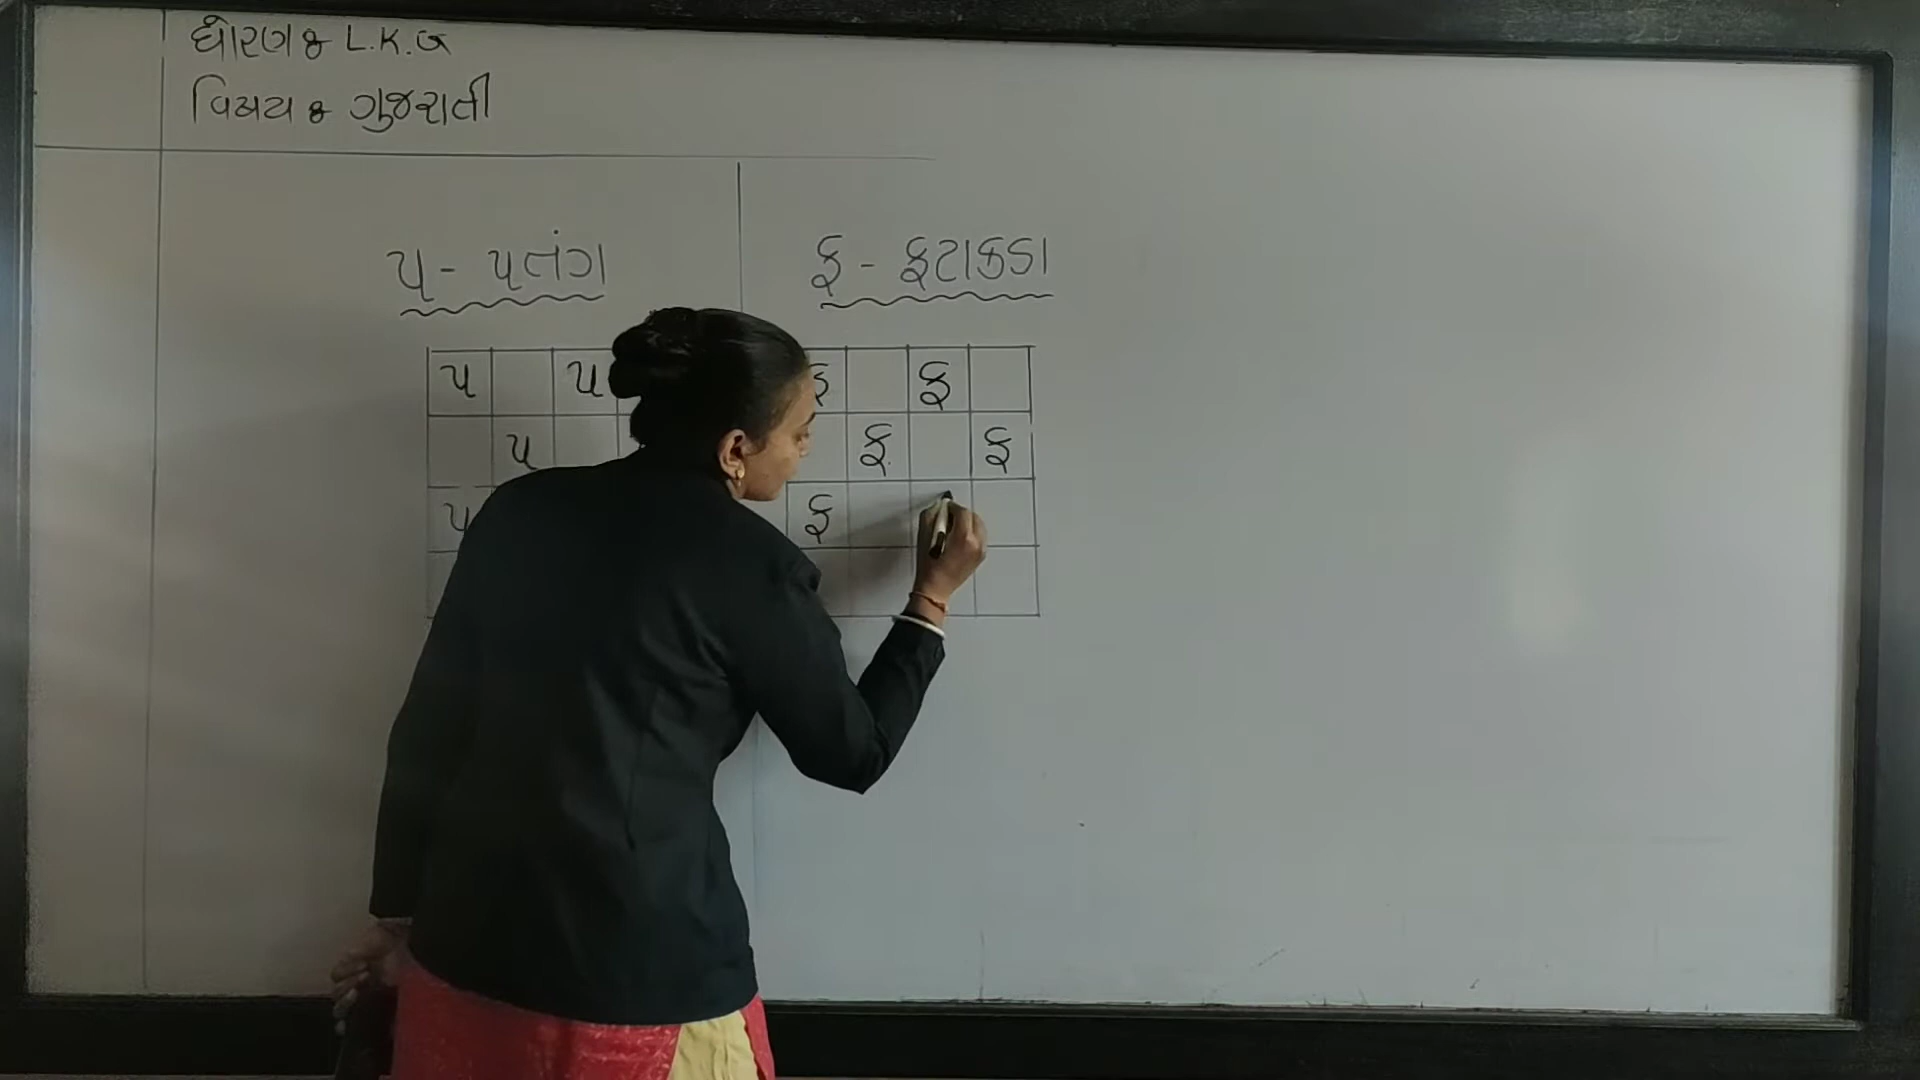 ધોરણ : L.K.G
વિષય : ગુજરાતી
પ - પતંગ
ફ - ફટાકડા
પ પ ફ ફ
પ ફ ફ
પ ફ